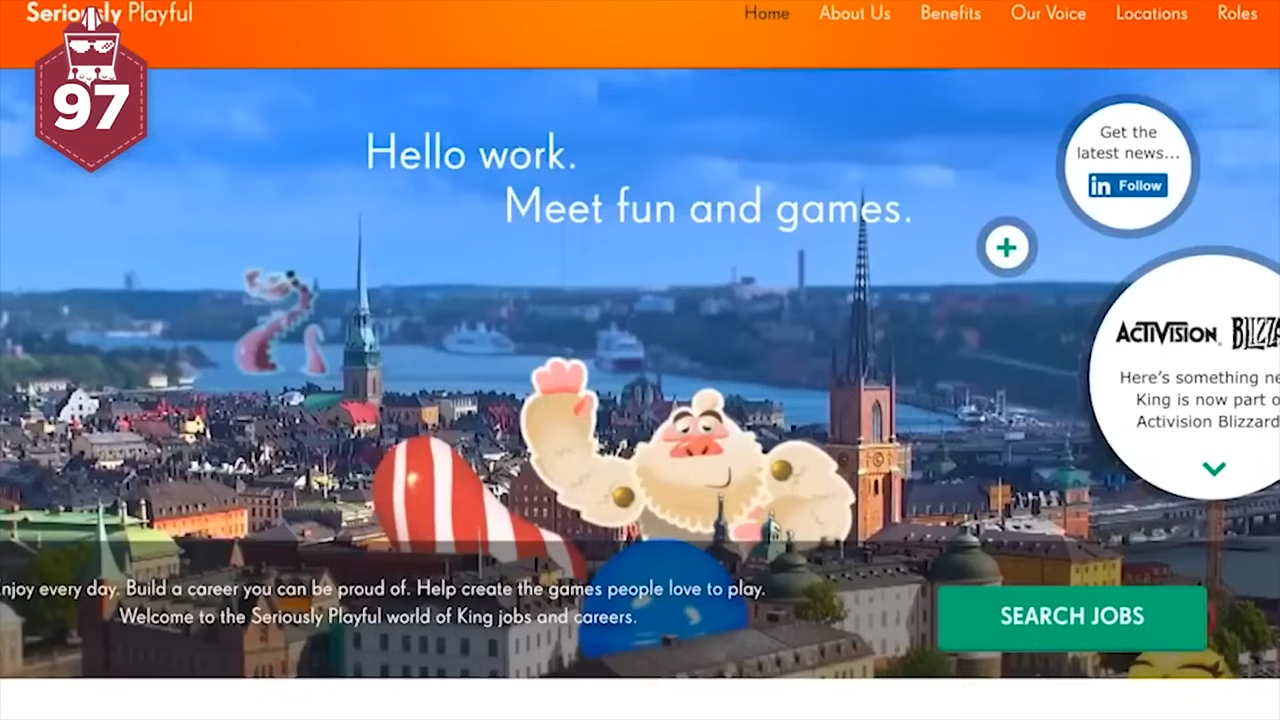 Seriously Playful
Home About Us Benefits Our Voice Locations Roles
97
Hello work.
Meet fun and games.
Get the
latest news...
in Follow
ACTIVISION
Here's something
King is now part
Activision Blizzard
njoy every day. Build a career you can be proud of. Help create the games people love to play.
Welcome to the Seriously Playful world of King jobs and careers.
SEARCH JOBS